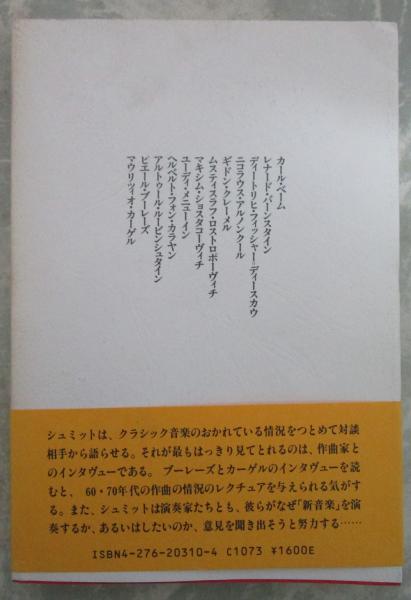 カール・ベーム
レナード・バーンスタイン
ディートリヒ・フィッシャー=ディースカウ
ニコラウス・アルノンクール
ギドン・クレーメル
ムスティスラフ・ロストロポーヴィチ
マキシム・ショスタコーヴィチ
ユーディ・メニューイン
ヘルベルト・フォン・カラヤン
アルトゥール・ルービンシュタイン
ピエール・ブーレーズ
マウリツィオ・カーゲル
シュミットは、クラシック音楽のおかれている情況をつとめて対談
相手から語らせる。それが最もはっきり見てとれるのは、作曲家と
のインタヴューである。ブーレーズとカーゲルのインタヴューを読
むと、60・70年代の作曲の情況のレクチュアを与えられる気がす
る。また、シュミットは演奏家たちとも、彼らがなぜ「新音楽」を演
奏するか、あるいはしたいのか、意見を聞き出そうと努力する……
ISBN4-276-20310-4 C1073 ¥1600E